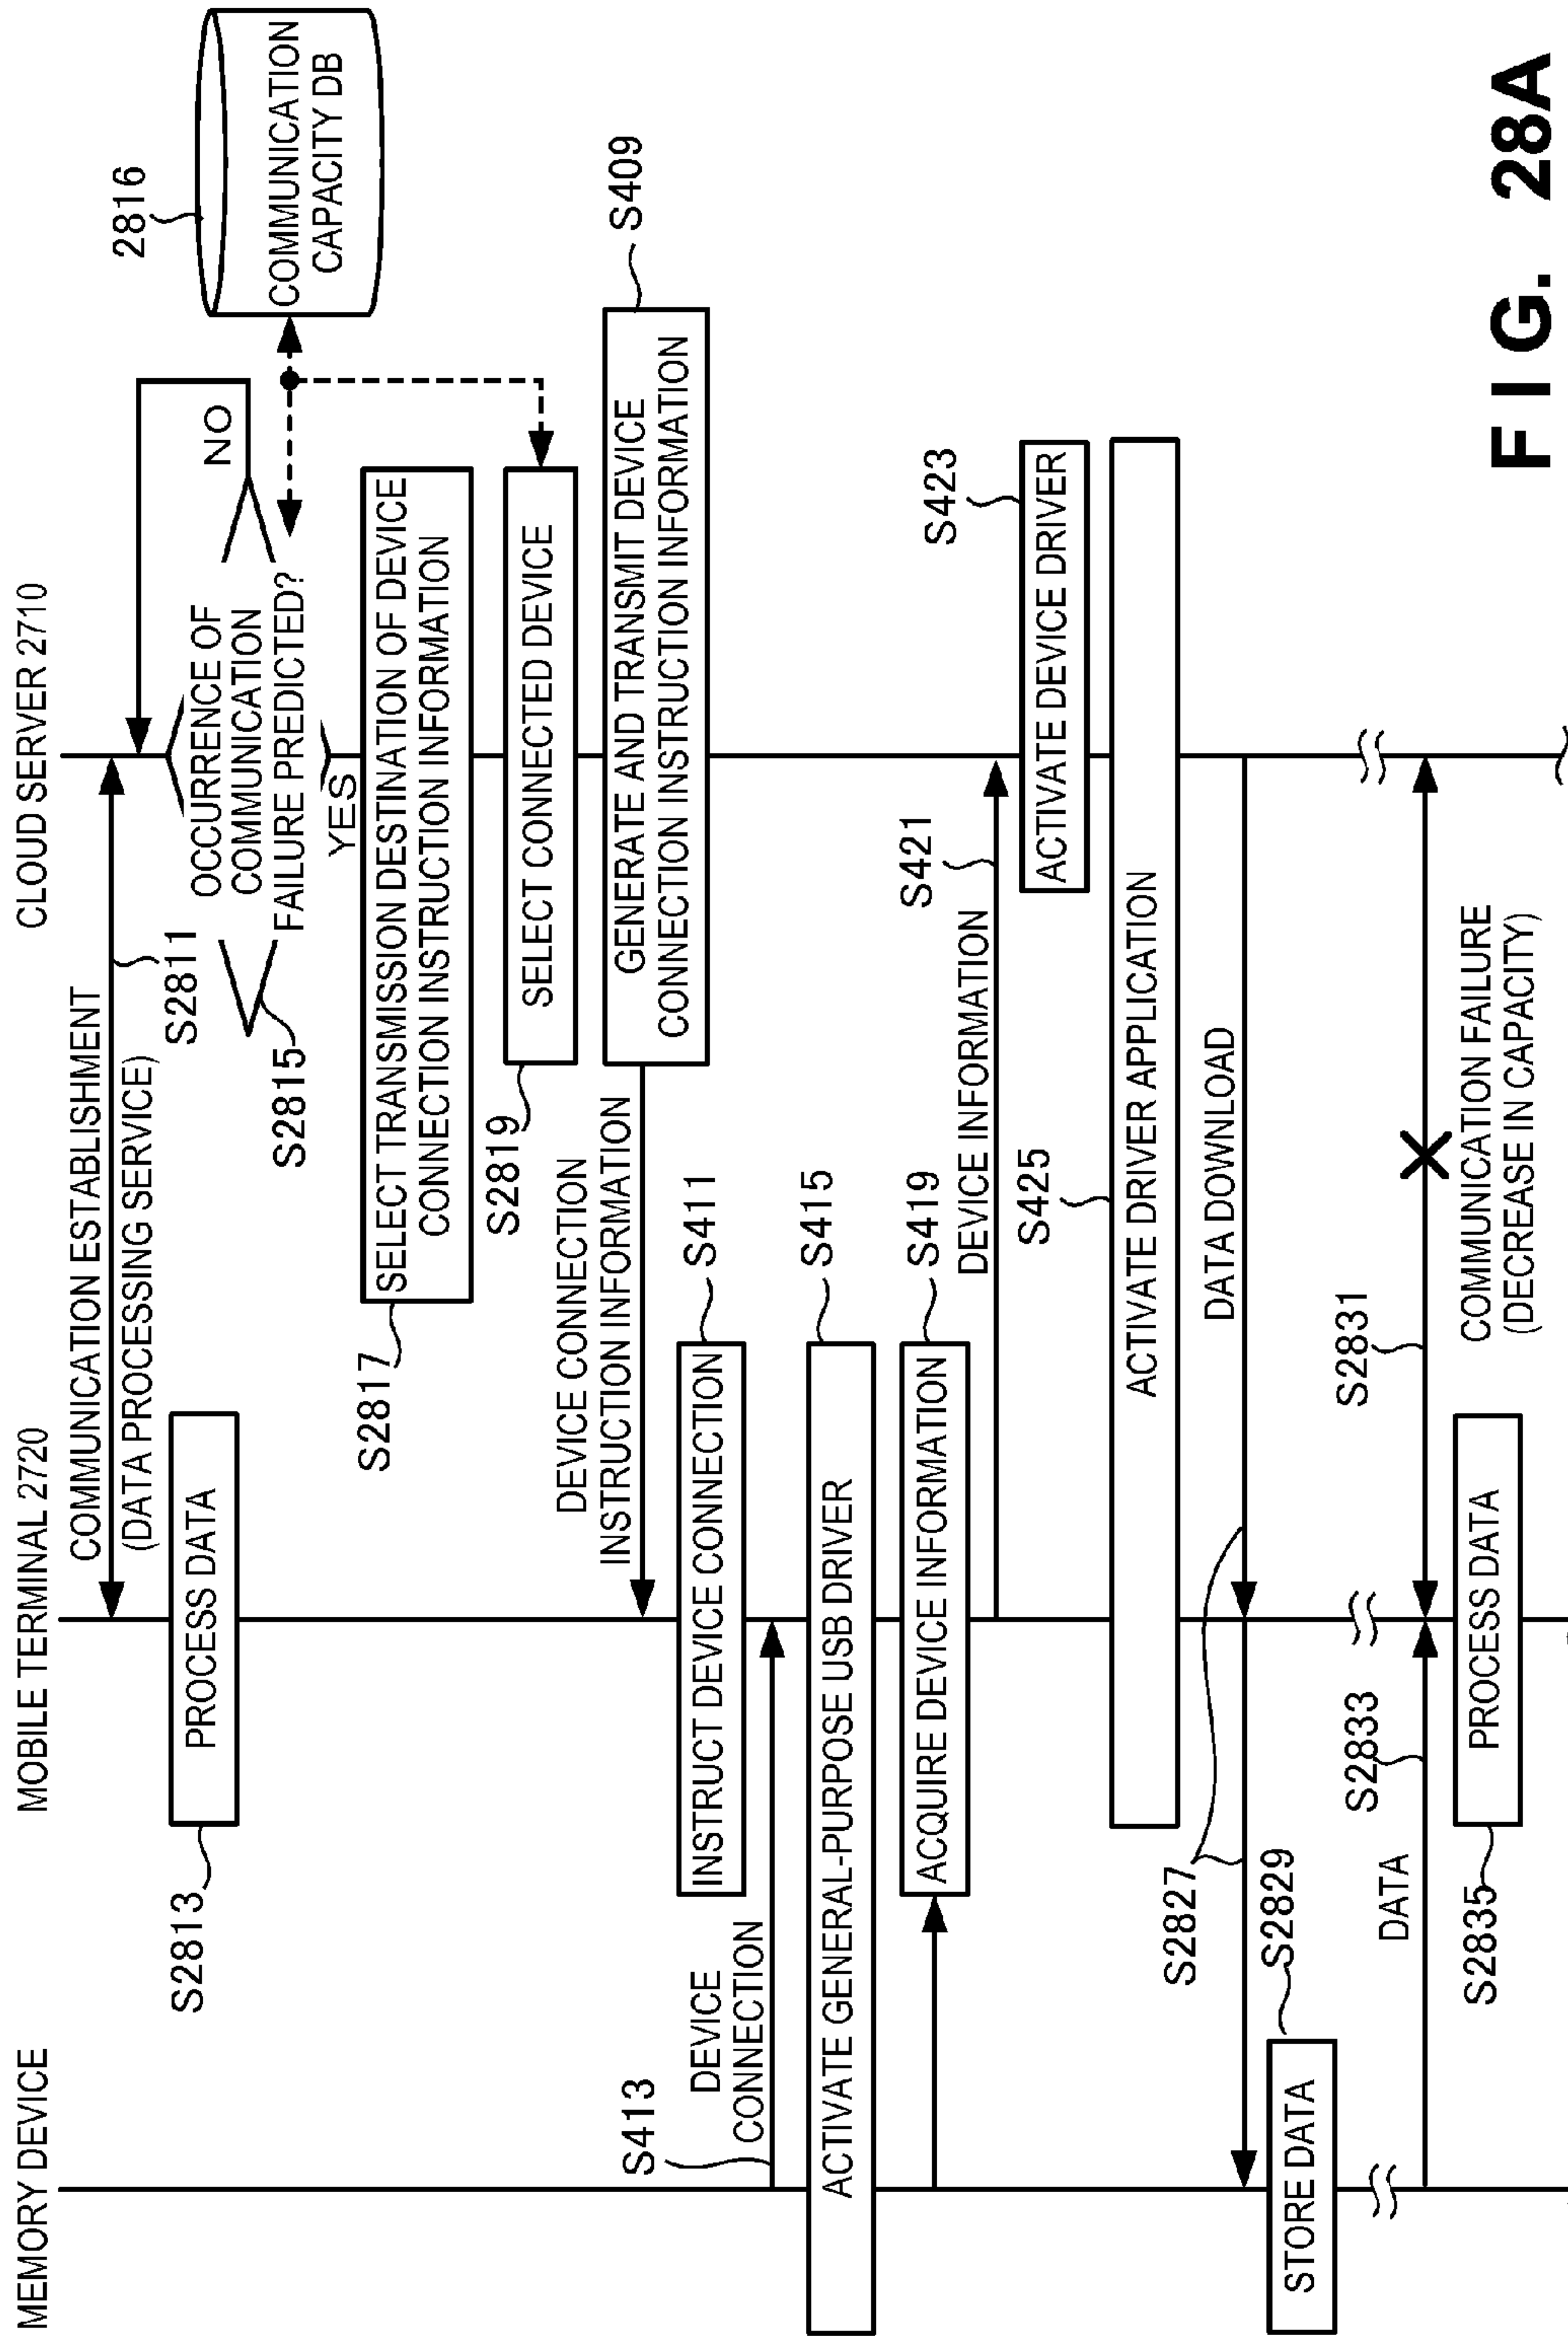 MEMORY DEVICE
MOBILE TERMINAL 2720
CLOUD SERVER 2710
COMMUNICATION ESTABLISHMENT
(DATA PROCESSING SERVICE)
S2811
S2813
PROCESS DATA
S2815
OCCURRENCE OF
COMMUNICATION
FAILURE PREDICTED?
NO
YES
2816
COMMUNICATION
CAPACITY DB
S2817
SELECT TRANSMISSION DESTINATION OF DEVICE
CONNECTION INSTRUCTION INFORMATION
S2819
SELECT CONNECTED DEVICE
S409
GENERATE AND TRANSMIT DEVICE
CONNECTION INSTRUCTION INFORMATION
DEVICE CONNECTION
INSTRUCTION INFORMATION
INSTRUCT DEVICE CONNECTION
S411
S413
DEVICE
CONNECTION
ACTIVATE GENERAL-PURPOSE USB DRIVER
S415
ACQUIRE DEVICE INFORMATION
S419
DEVICE INFORMATION
S421
ACTIVATE DEVICE DRIVER
S423
S425
ACTIVATE DRIVER APPLICATION
DATA DOWNLOAD
S2827
STORE DATA
S2829
S2831
COMMUNICATION FAILURE
(DECREASE IN CAPACITY)
DATA
S2833
S2835
PROCESS DATA
FIG. 28A